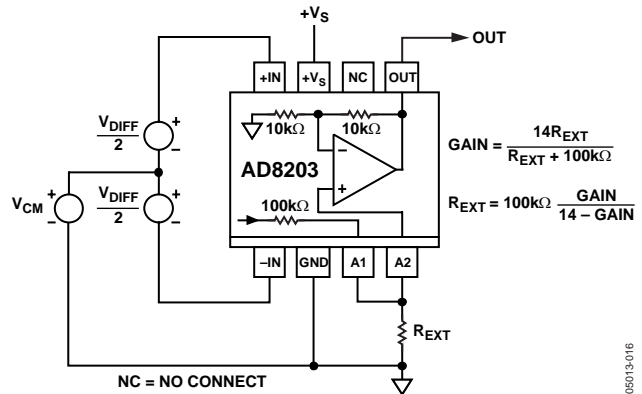 +VS
OUT
+IN
+VS
NC
OUT
10kΩ
10kΩ
VDIFF
2
+
−
−
+
AD8203
GAIN = 14REXT / REXT + 100kΩ
VCM
+
−
VDIFF
2
+
−
100kΩ
REXT = 100kΩ GAIN / 14 – GAIN
–IN
GND
A1
A2
REXT
NC = NO CONNECT
05013-016